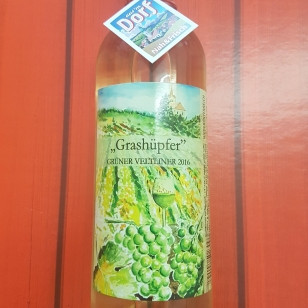 Dorf
„Grashüpfer”
GRÜNER VELTLINER 2016